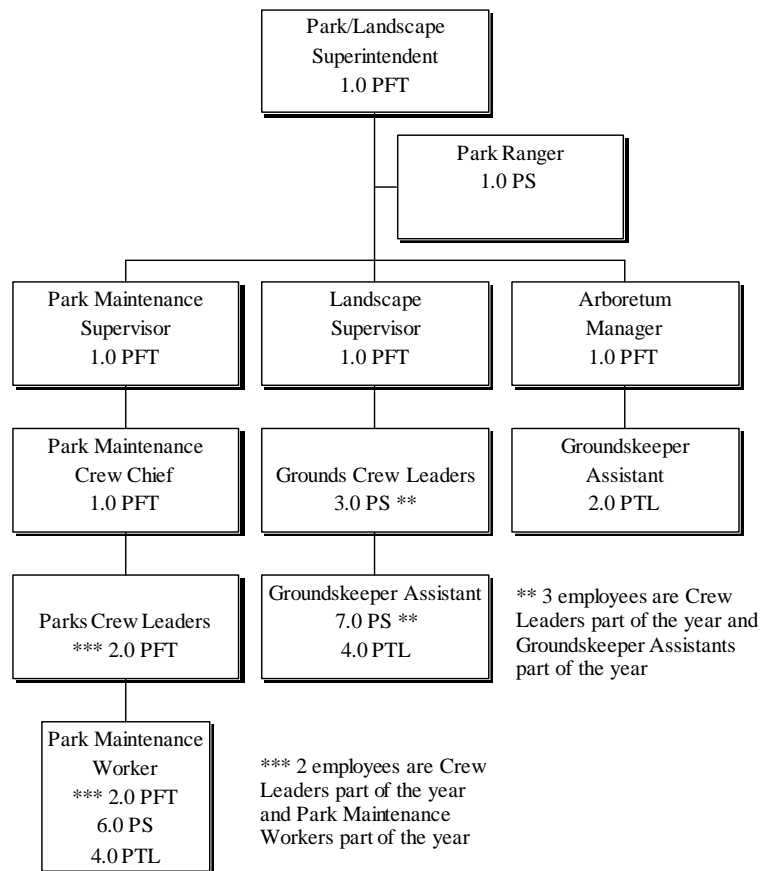 Park/Landscape
Superintendent
1.0 PFT
Park Ranger
1.0 PS
Park Maintenance
Supervisor
1.0 PFT
Landscape
Supervisor
1.0 PFT
Arboretum
Manager
1.0 PFT
Park Maintenance
Crew Chief
1.0 PFT
Grounds Crew Leaders
3.0 PS **
Groundskeeper
Assistant
2.0 PTL
Parks Crew Leaders
*** 2.0 PFT
Groundskeeper Assistant
7.0 PS **
4.0 PTL
** 3 employees are Crew
Leaders part of the year and
Groundskeeper Assistants
part of the year
Park Maintenance
Worker
*** 2.0 PFT
6.0 PS
4.0 PTL
*** 2 employees are Crew
Leaders part of the year
and Park Maintenance
Workers part of the year